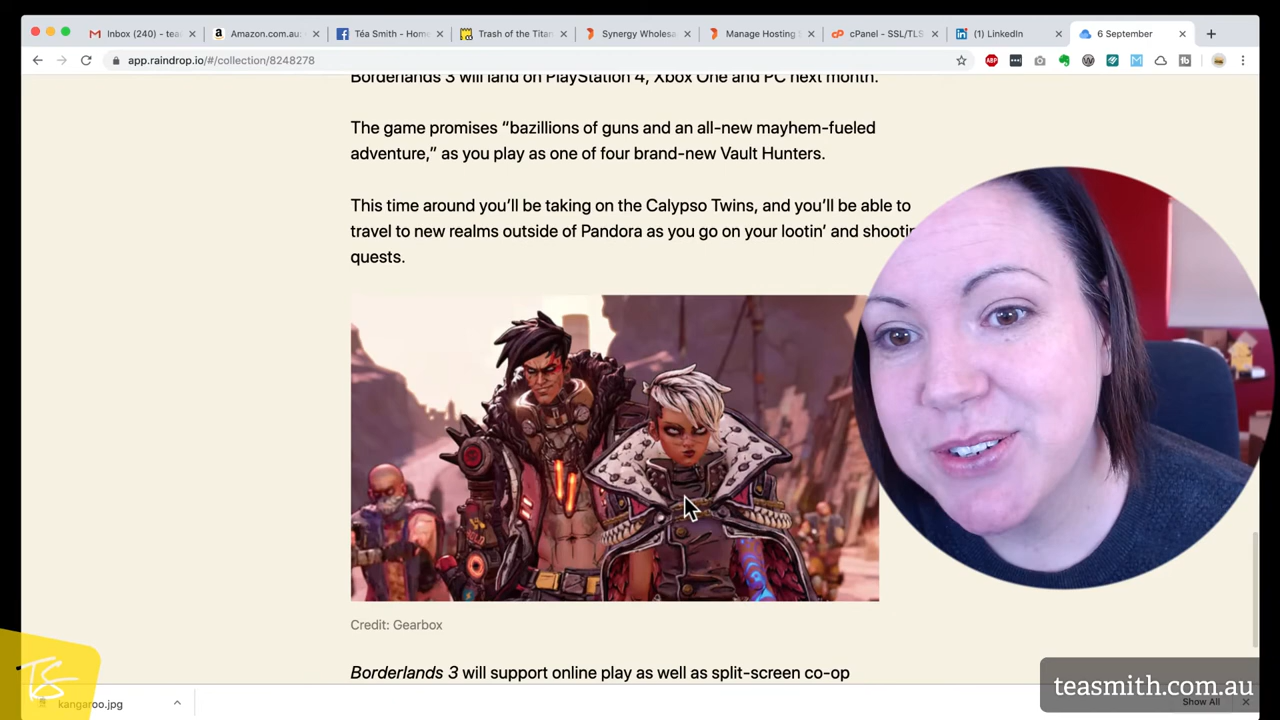 Inbox (240) - tea
Amazon.com.au:
Téa Smith - Home
Trash of the Titan
Synergy Wholesa
Manage Hosting S
cPanel - SSL/TLS
(1) LinkedIn
6 September
app.raindrop.io/#/collection/8248278
Borderlands 3 will land on PlayStation 4, Xbox One and PC next month.
The game promises “bazillions of guns and an all-new mayhem-fueled
adventure,” as you play as one of four brand-new Vault Hunters.
This time around you’ll be taking on the Calypso Twins, and you’ll be able to
travel to new realms outside of Pandora as you go on your lootin’ and shootin
quests.
Credit: Gearbox
Borderlands 3 will support online play as well as split-screen co-op
TS
teasmith.com.au
kangaroo.jpg
Show All